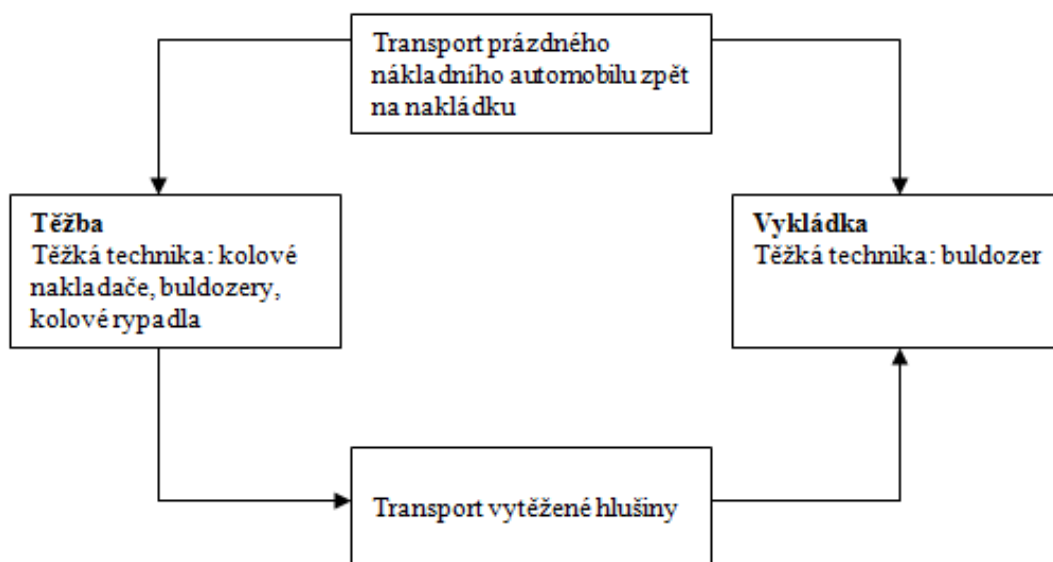 Transport prázdného
nákladního automobilu zpět
na nakládku
Těžba
Těžká technika: kolové
nakladače, buldozery,
kolové rypadla
Vykládka
Těžká technika: buldozer
Transport vytěžené hlušiny